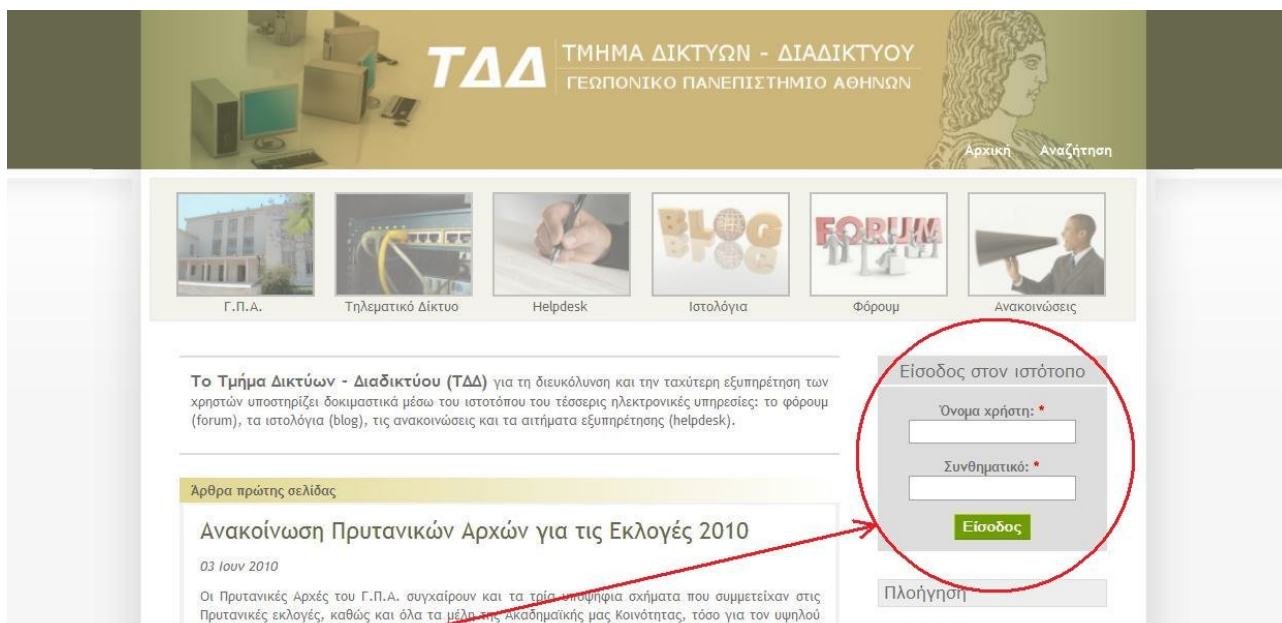 ΤΔΔ
ΤΜΗΜΑ ΔΙΚΤΥΩΝ - ΔΙΑΔΙΚΤΥΟΥ
ΓΕΩΠΟΝΙΚΟ ΠΑΝΕΠΙΣΤΗΜΙΟ ΑΘΗΝΩΝ
Αρχική Αναζήτηση
BLOG
FORUM
Γ.Π.Α. Τηλεματικό Δίκτυο Helpdesk Ιστολόγια Φόρουμ Ανακοινώσεις
Το Τμήμα Δικτύων - Διαδικτύου (ΤΔΔ) για τη διευκόλυνση και την ταχύτερη εξυπηρέτηση των
χρηστών υποστηρίζει δοκιμαστικά μέσω του ιστοτόπου του τέσσερις ηλεκτρονικές υπηρεσίες: το φόρουμ
(forum), τα ιστολόγια (blog), τις ανακοινώσεις και τα αιτήματα εξυπηρέτησης (helpdesk).
Άρθρα πρώτης σελίδας
Ανακοίνωση Πρυτανικών Αρχών για τις Εκλογές 2010
03 Ιουν 2010
Οι Πρυτανικές Αρχές του Γ.Π.Α. συγχαίρουν και τα τρία υποψήφια σχήματα που συμμετείχαν στις
Πρυτανικές εκλογές, καθώς και όλα τα μέλη της Ακαδημαϊκής μας Κοινότητας, τόσο για τον υψηλού
Είσοδος στον ιστότοπο
Όνομα χρήστη: *
Συνθηματικό: *
Είσοδος
Πλοήγηση